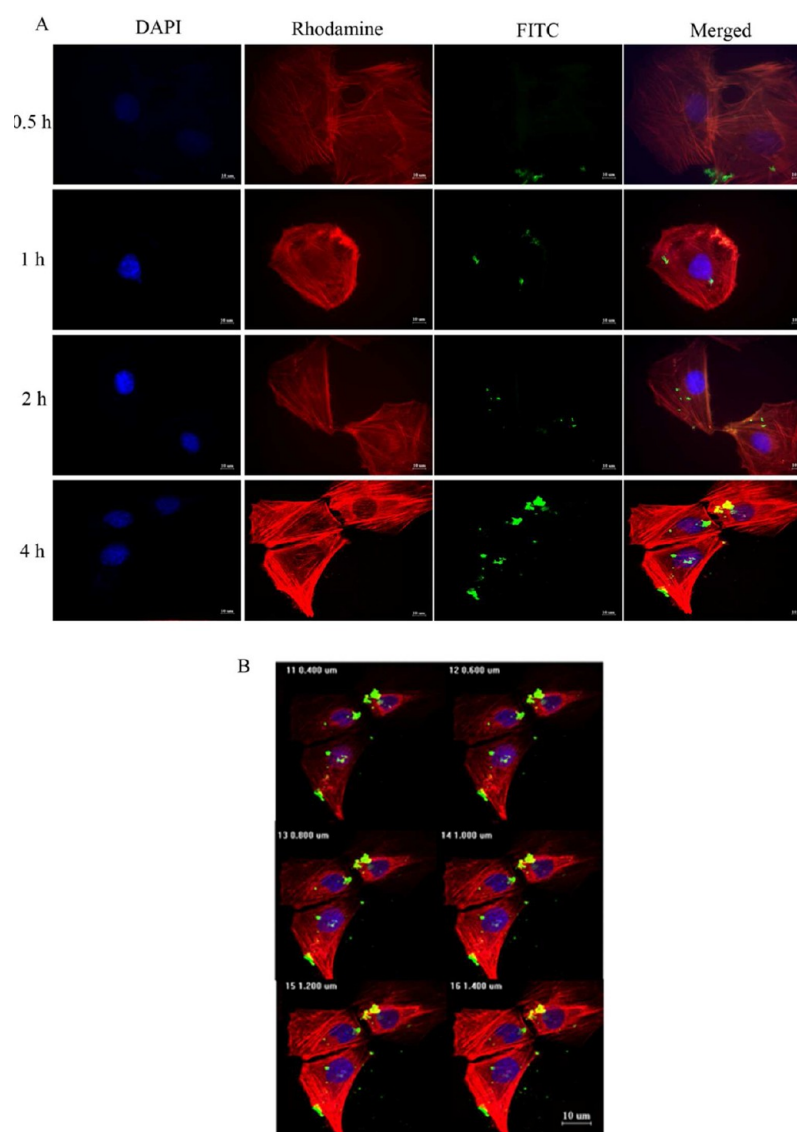 A
DAPI Rhodamine FITC Merged
0.5 h
1 h
2 h
4 h
B
11 0.400 um 12 0.600 um
13 0.800 um 14 1.000 um
15 1.200 um 16 1.400 um
10 um